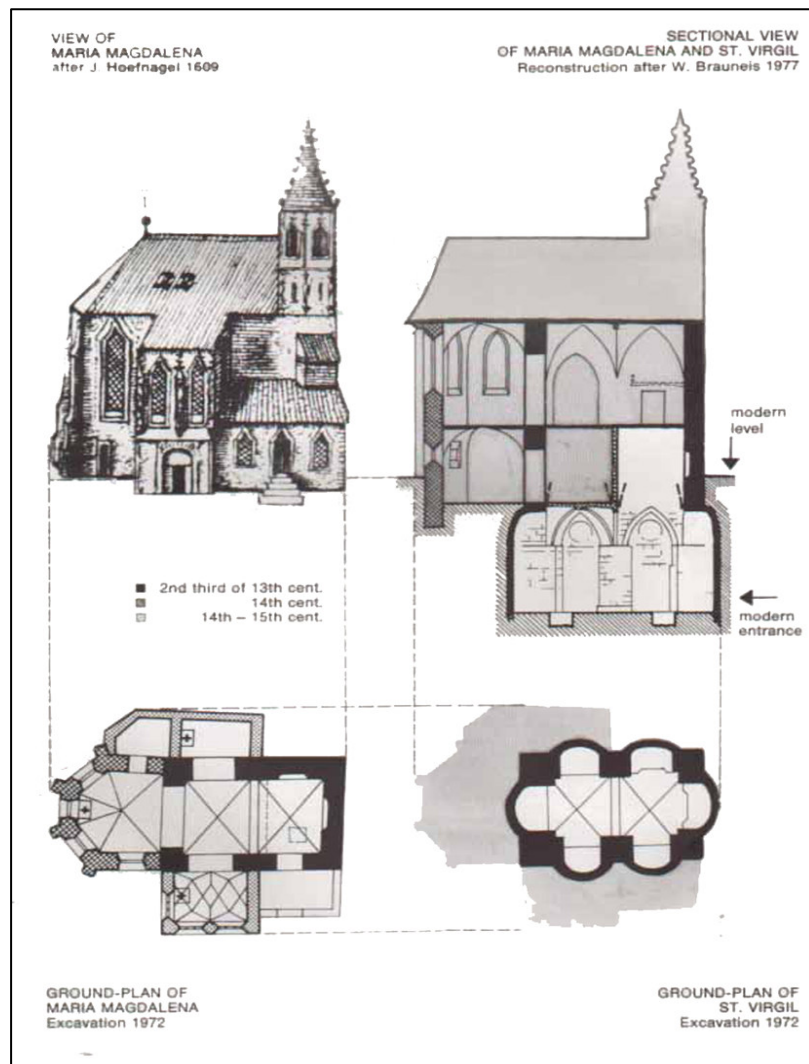 VIEW OF
MARIA MAGDALENA
after J. Hoefnagel 1609
SECTIONAL VIEW
OF MARIA MAGDALENA AND ST. VIRGIL
Reconstruction after W. Brauneis 1977
22
modern
level
2nd third of 13th cent.
14th cent.
14th – 15th cent.
modern
entrance
GROUND-PLAN OF
MARIA MAGDALENA
Excavation 1972
GROUND-PLAN OF
ST. VIRGIL
Excavation 1972